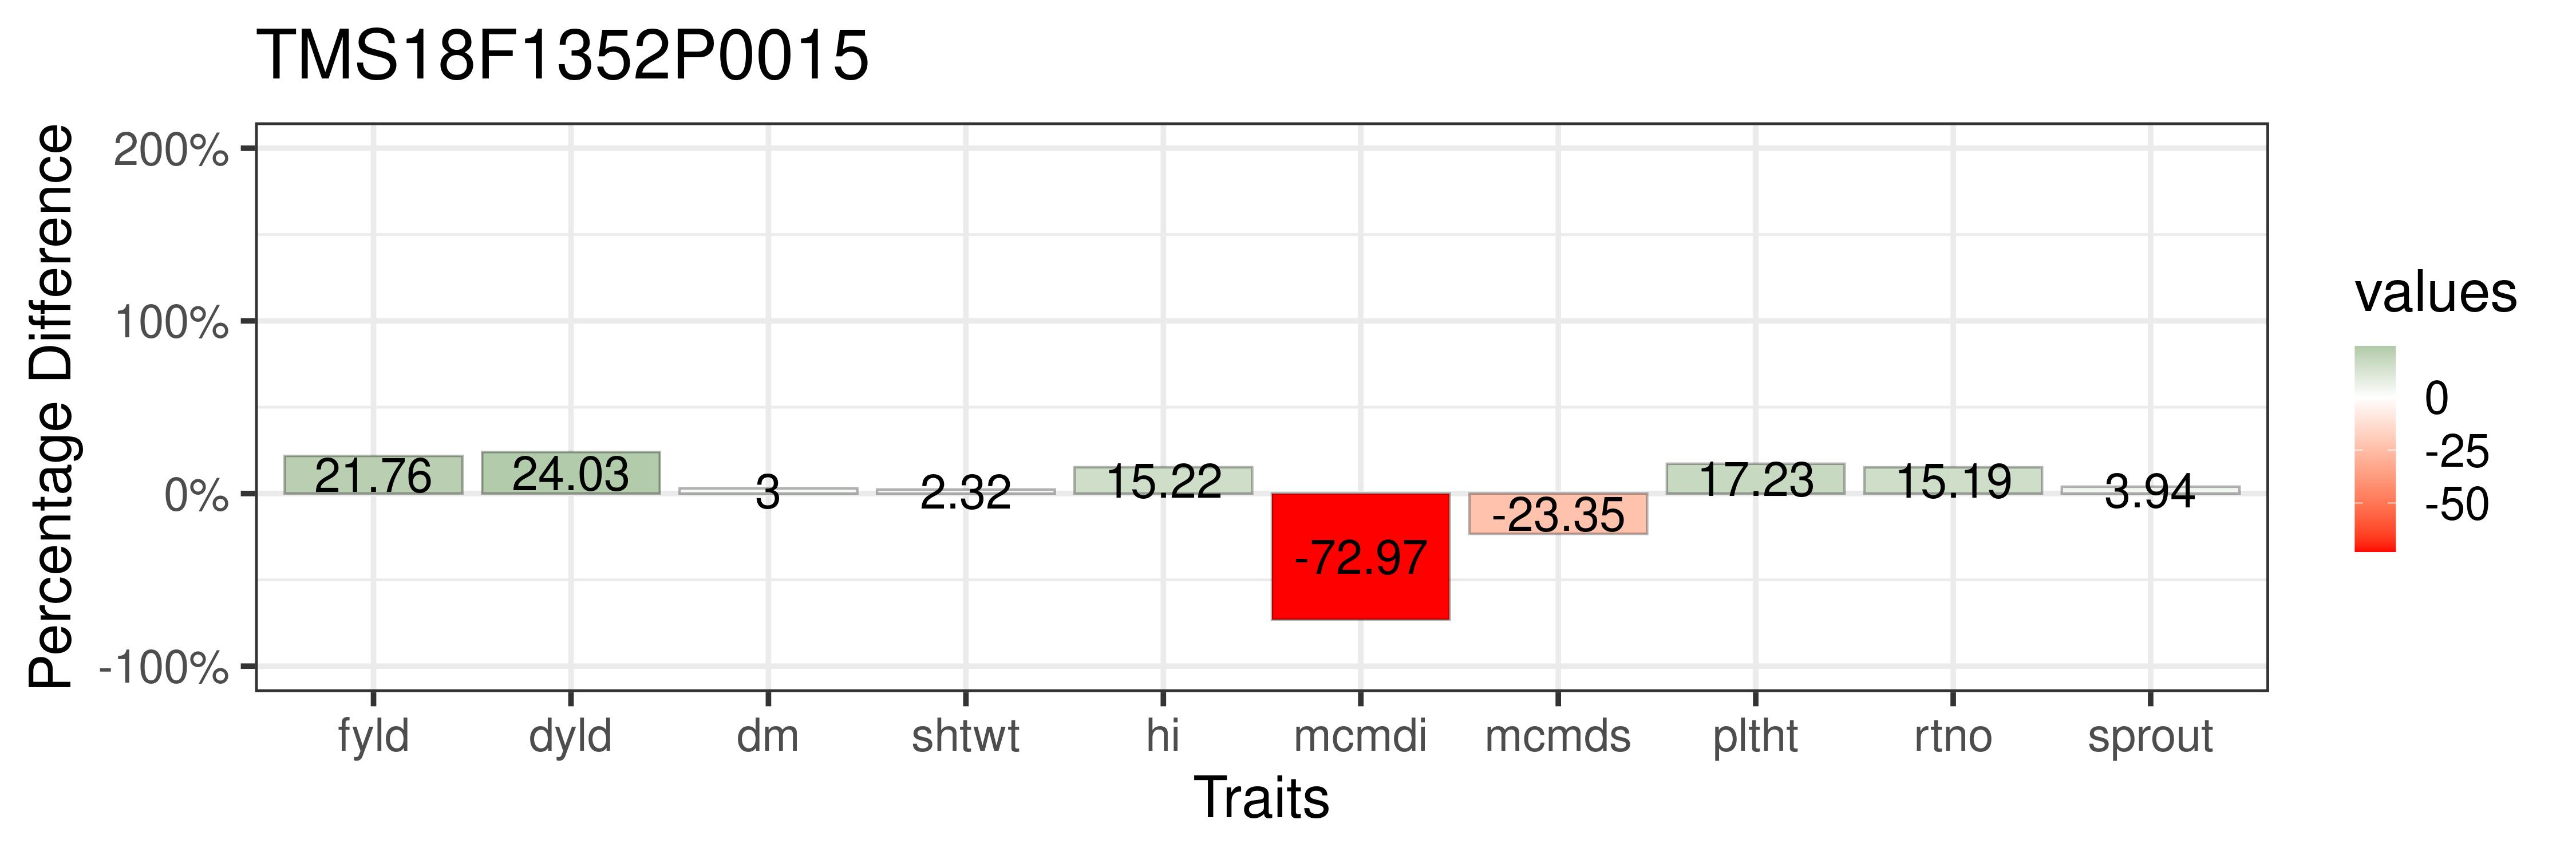 TMS18F1352P0015
Percentage Difference
200%
100%
0%
-100%
21.76
24.03
3
2.32
15.22
-72.97
-23.35
17.23
15.19
3.94
fyld
dyld
dm
shtwt
hi
mcmdi
mcmds
pltht
rtno
sprout
Traits
values
0
-25
-50